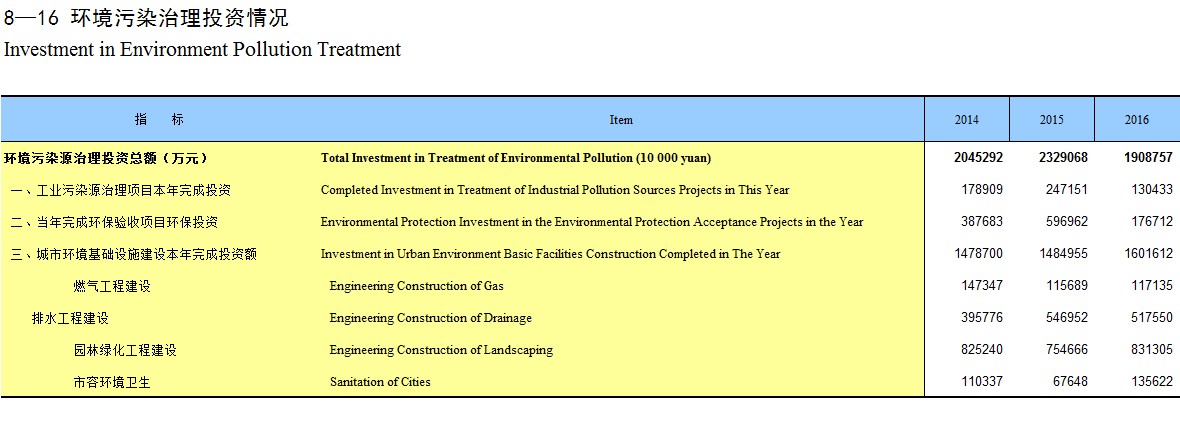 8—16 环境污染治理投资情况
Investment in Environment Pollution Treatment
指 标 Item 2014 2015 2016
环境污染源治理投资总额（万元） Total Investment in Treatment of Environmental Pollution (10 000 yuan) 2045292 2329068 1908757
一、工业污染源治理项目本年完成投资 Completed Investment in Treatment of Industrial Pollution Sources Projects in This Year 178909 247151 130433
二、当年完成环保验收项目环保投资 Environmental Protection Investment in the Environmental Protection Acceptance Projects in the Year 387683 596962 176712
三、城市环境基础设施建设本年完成投资额 Investment in Urban Environment Basic Facilities Construction Completed in The Year 1478700 1484955 1601612
燃气工程建设 Engineering Construction of Gas 147347 115689 117135
排水工程建设 Engineering Construction of Drainage 395776 546952 517550
园林绿化工程建设 Engineering Construction of Landscaping 825240 754666 831305
市容环境卫生 Sanitation of Cities 110337 67648 135622